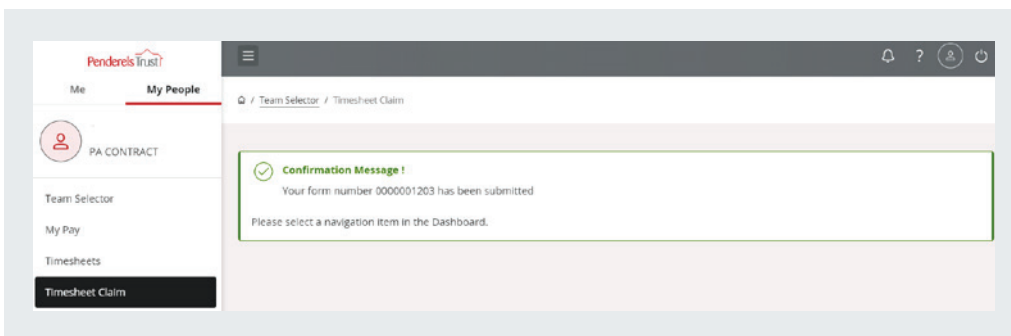 Penderels Trust
?
Me My People
Team Selector / Timesheet Claim
PA CONTRACT
Confirmation Message !
Your form number 0000001203 has been submitted
Please select a navigation item in the Dashboard.
Team Selector
My Pay
Timesheets
Timesheet Claim